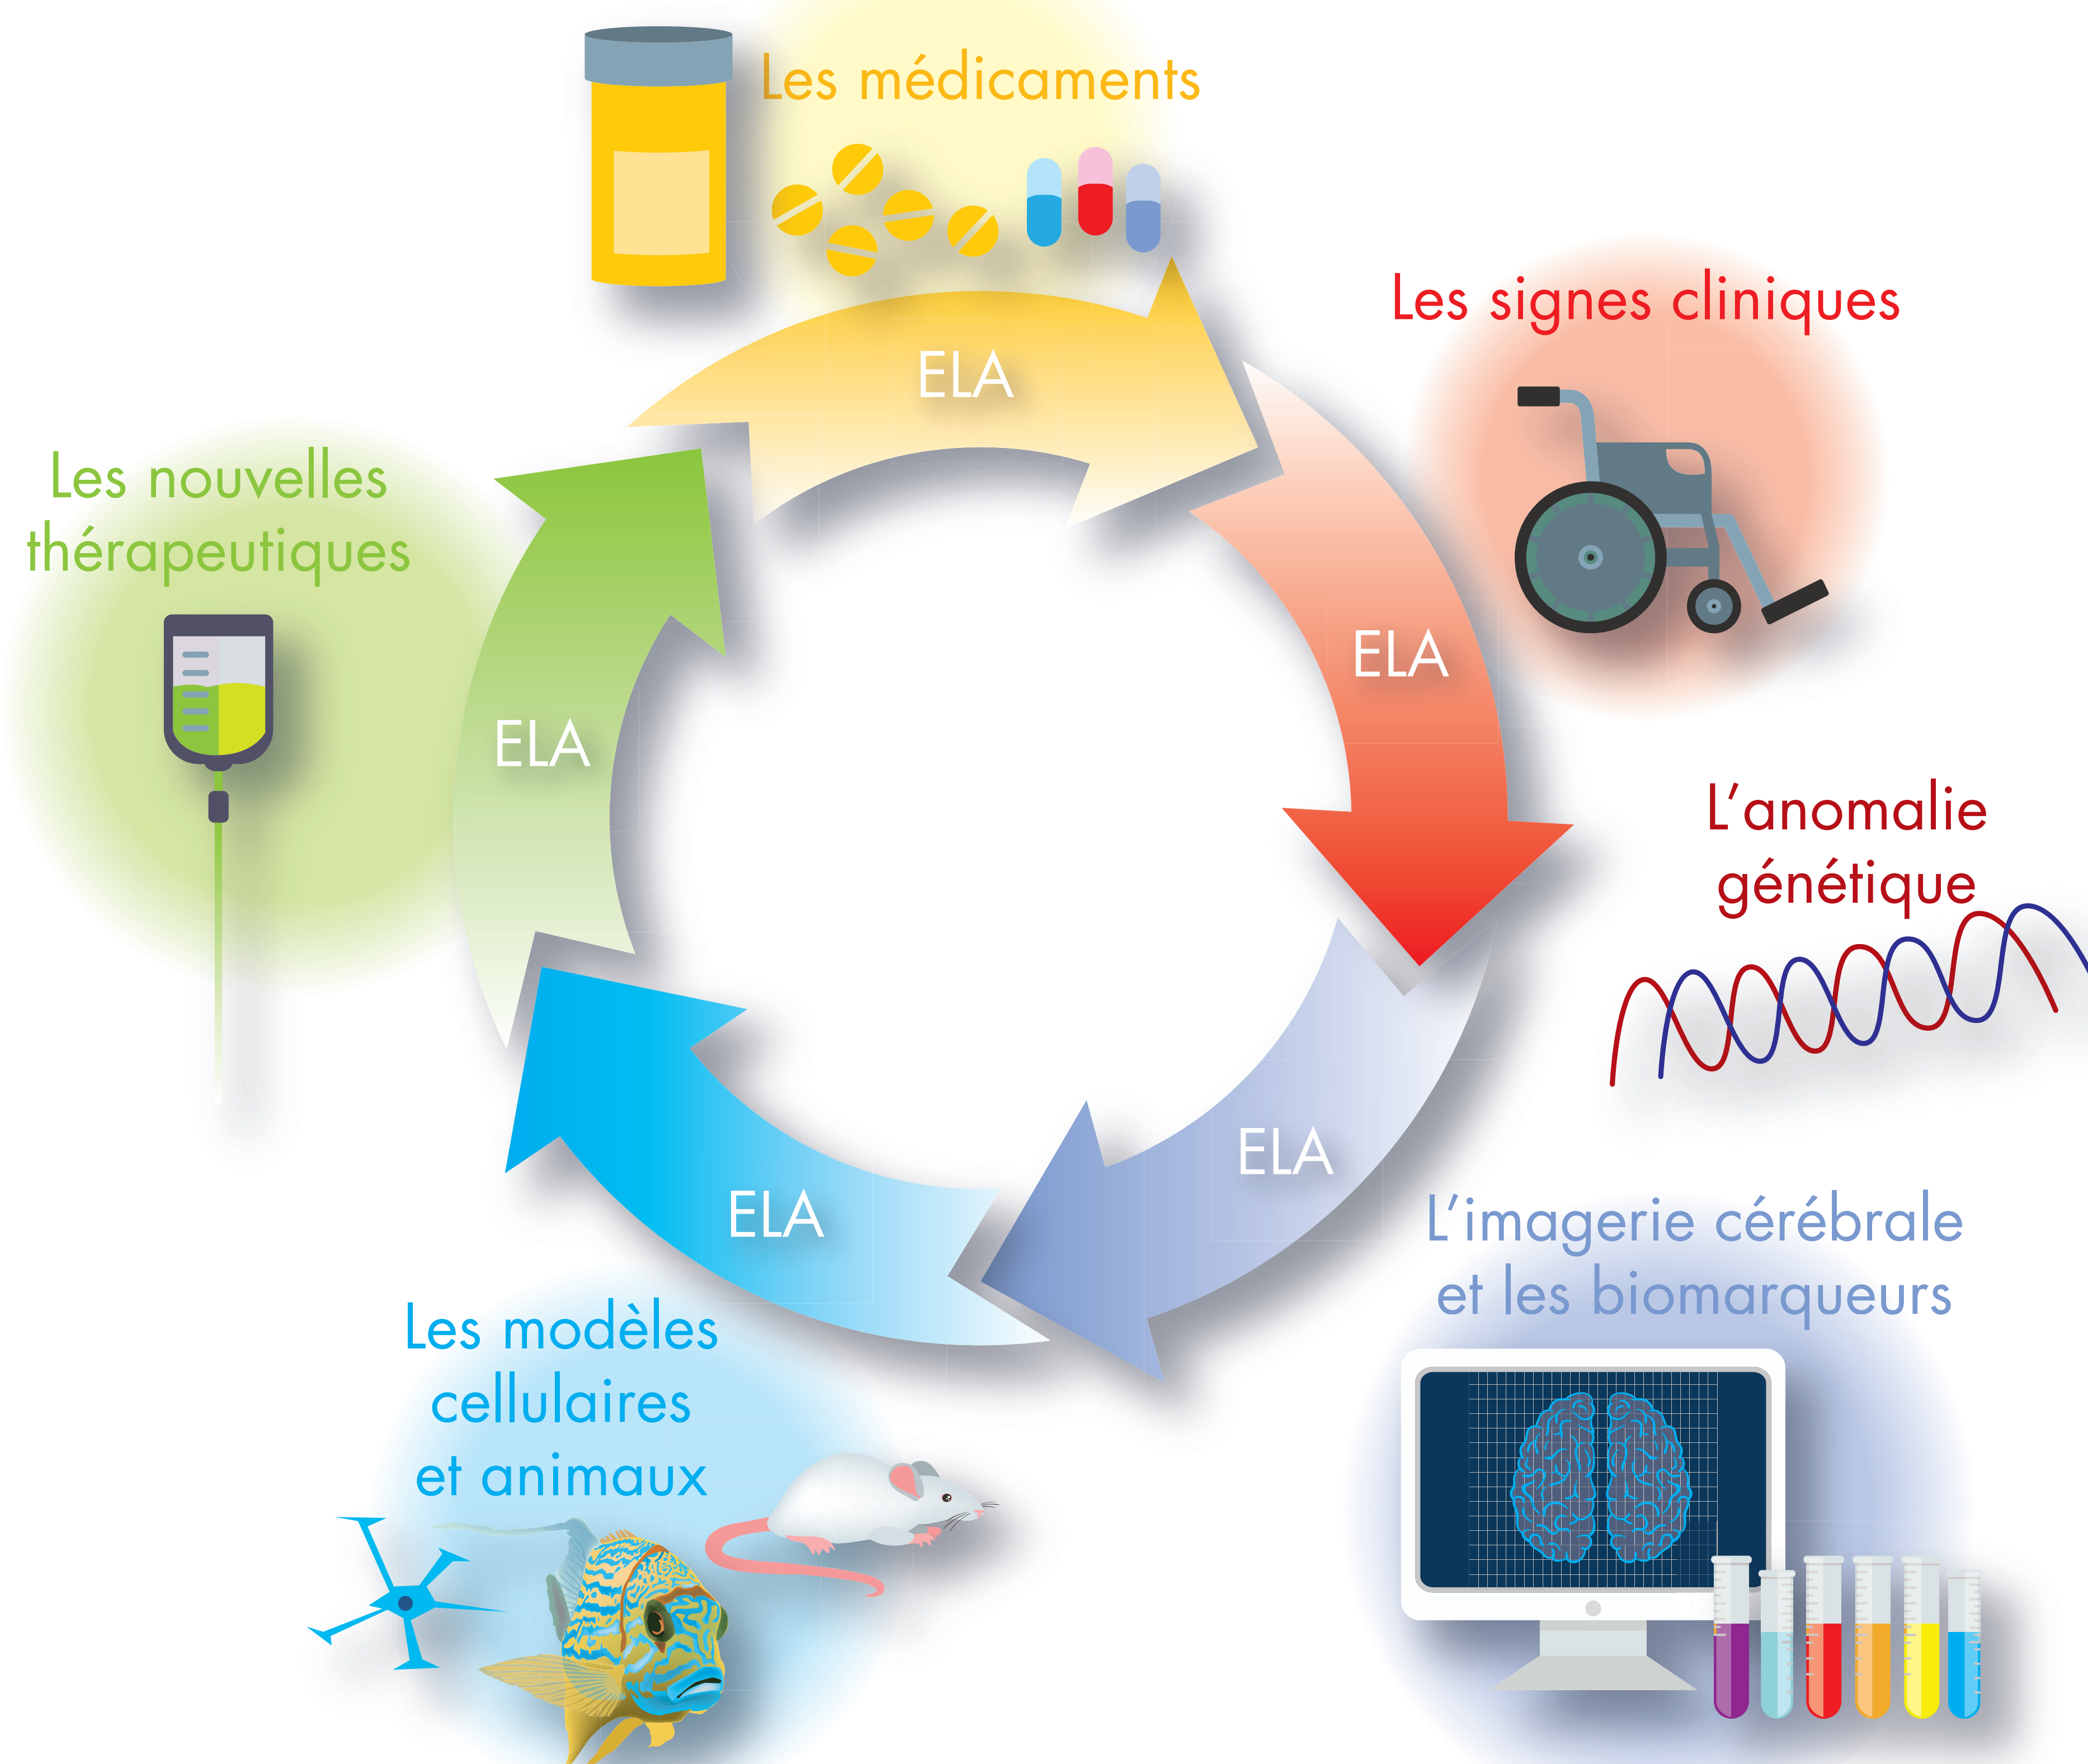 Les médicaments
ELA
Les signes cliniques
ELA
L'anomalie
génétique
L'imagerie cérébrale
et les biomarqueurs
ELA
Les modèles
cellulaires
et animaux
ELA
Les nouvelles
thérapeutiques
ELA